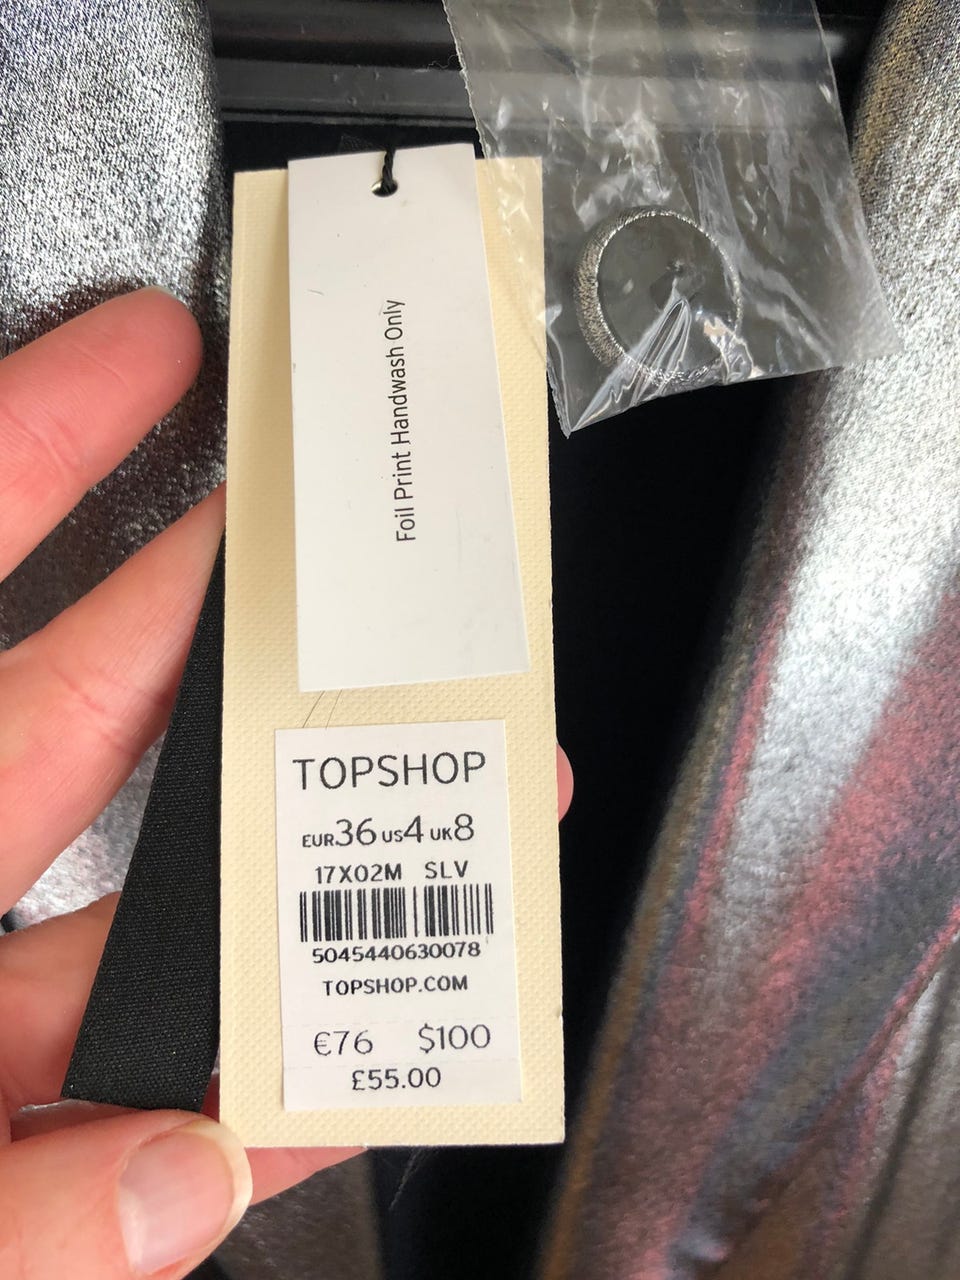 Foil Print Handwash Only
TOPSHOP
EUR36 US4 UK8
17X02M SLV
5045440630078
TOPSHOP.COM
€76 $100
£55.00